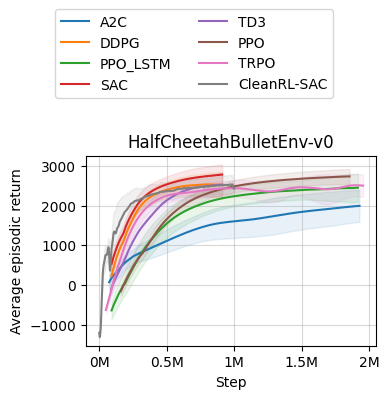 A2C
DDPG
PPO_LSTM
SAC
TD3
PPO
TRPO
CleanRL-SAC
HalfCheetahBulletEnv-v0
Average episodic return
3000
2000
1000
0
−1000
0M 0.5M 1M 1.5M 2M
Step